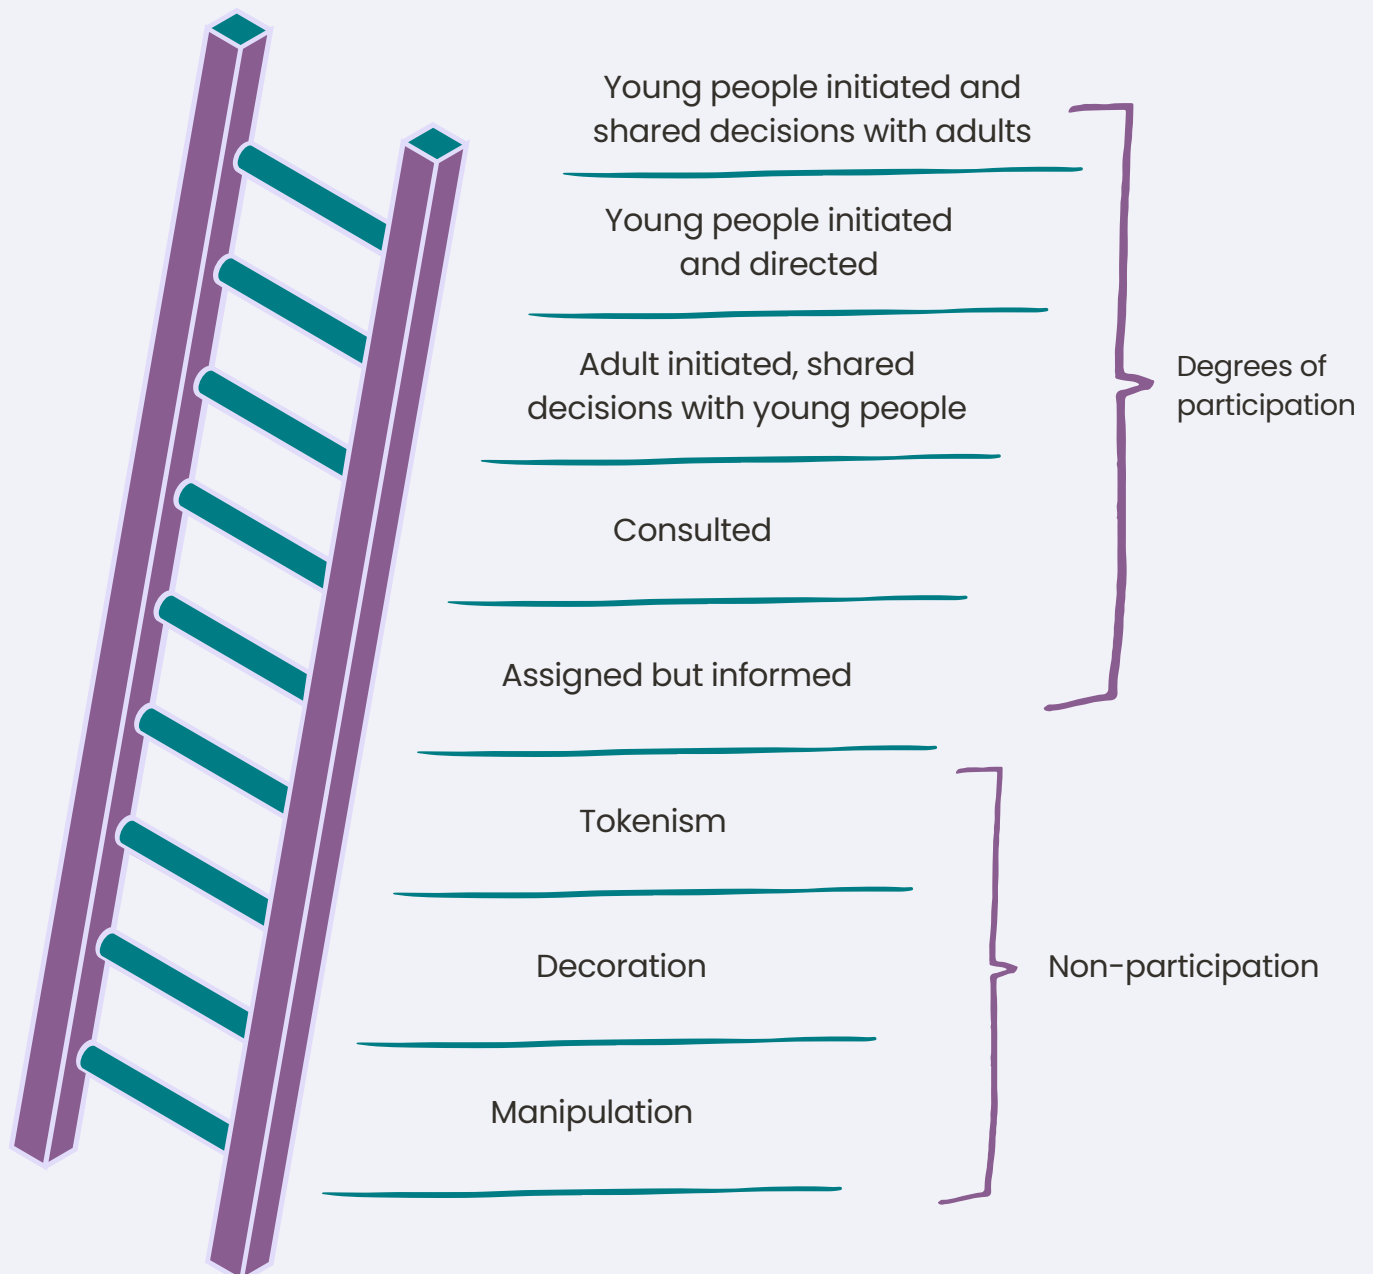 Young people initiated and
shared decisions with adults
Young people initiated
and directed
Adult initiated, shared
decisions with young people
Degrees of
participation
Consulted
Assigned but informed
Tokenism
Decoration
Non-participation
Manipulation